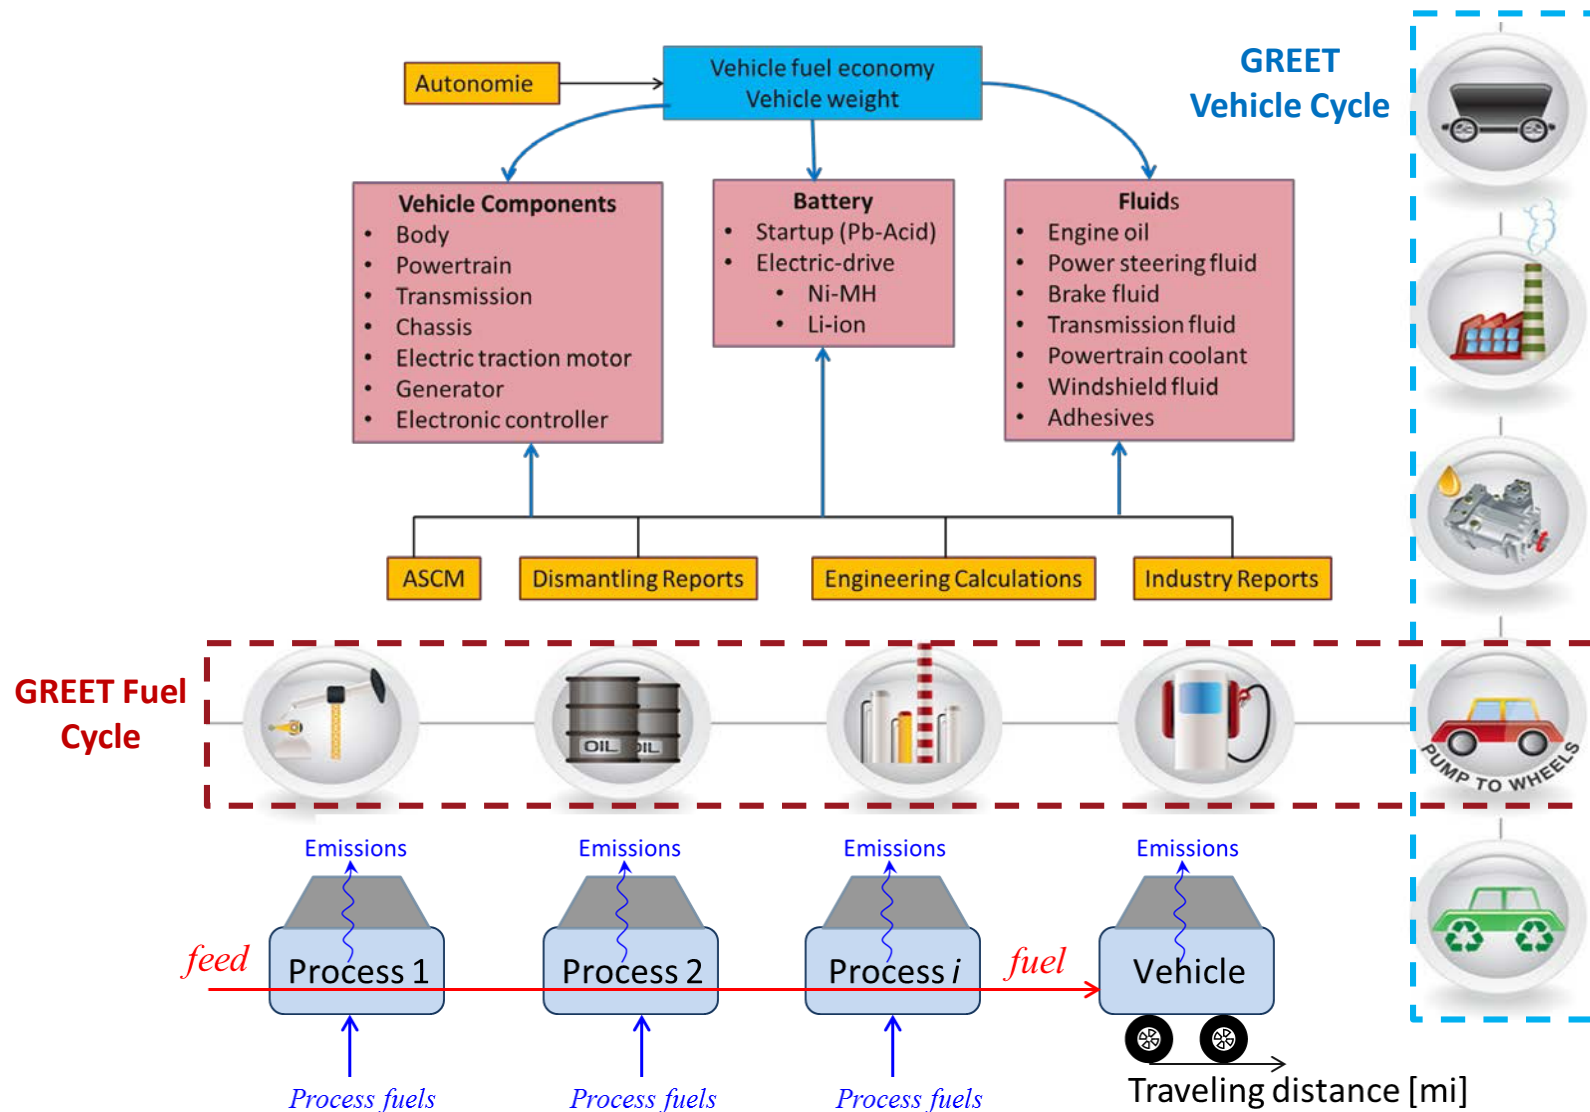 GREET
Vehicle Cycle
Autonomie
Vehicle fuel economy
Vehicle weight
Vehicle Components
• Body
• Powertrain
• Transmission
• Chassis
• Electric traction motor
• Generator
• Electronic controller
Battery
• Startup (Pb-Acid)
• Electric-drive
• Ni-MH
• Li-ion
Fluids
• Engine oil
• Power steering fluid
• Brake fluid
• Transmission fluid
• Powertrain coolant
• Windshield fluid
• Adhesives
ASCM
Dismantling Reports
Engineering Calculations
Industry Reports
GREET Fuel
Cycle
OIL
OIL
PUMP TO WHEELS
Emissions
Emissions
Emissions
Emissions
feed
Process 1
Process 2
Process i
fuel
Vehicle
Process fuels
Process fuels
Process fuels
Traveling distance [mi]